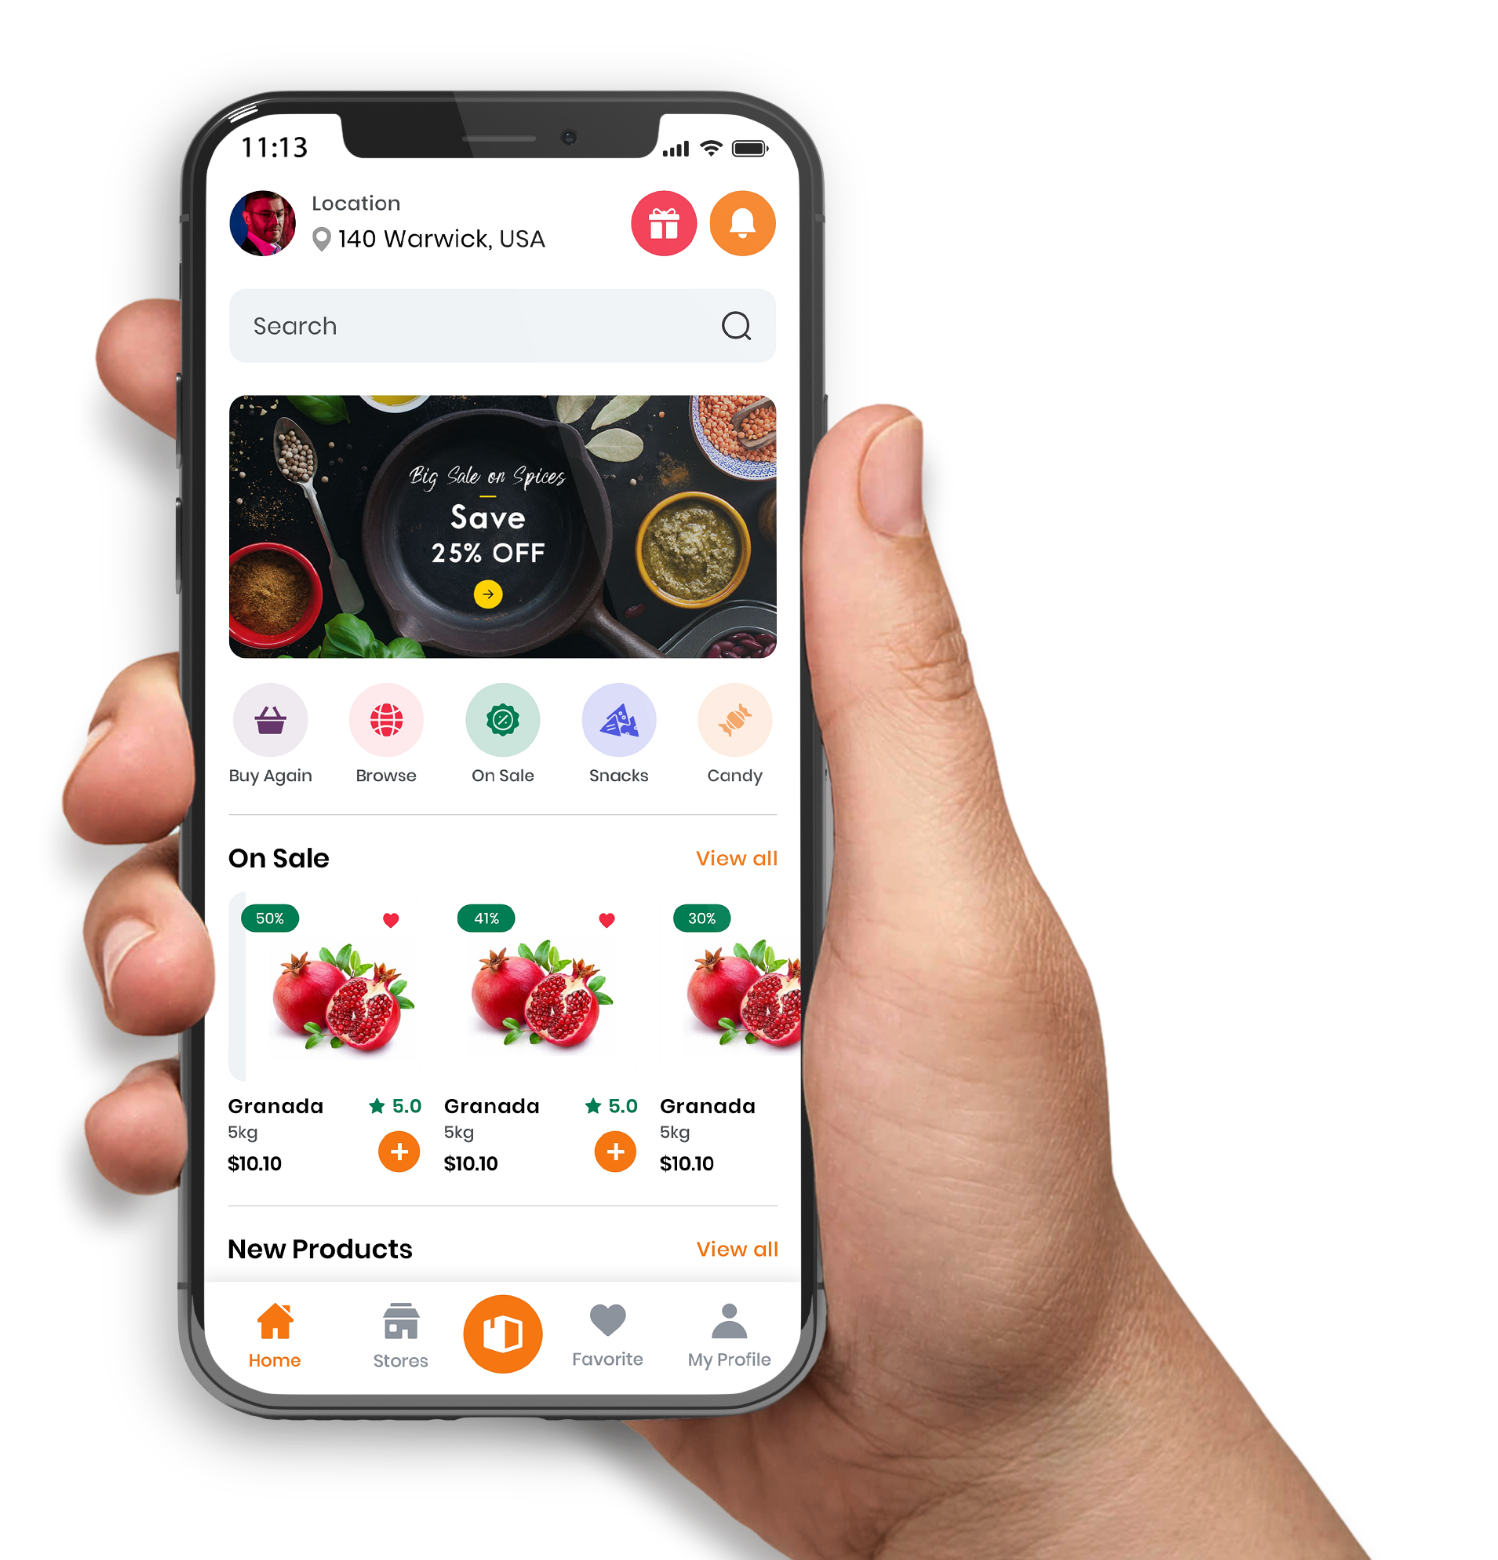 11:13
Location
140 Warwick, USA
Search
Big Sale on Spices
Save
25% OFF
Buy Again
Browse
On Sale
Snacks
Candy
On Sale
View all
50%
41%
30%
Granada
5.0
Granada
5.0
Granada
5kg
5kg
5kg
$10.10
$10.10
$10.10
New Products
View all
Home
Stores
Favorite
My Profile